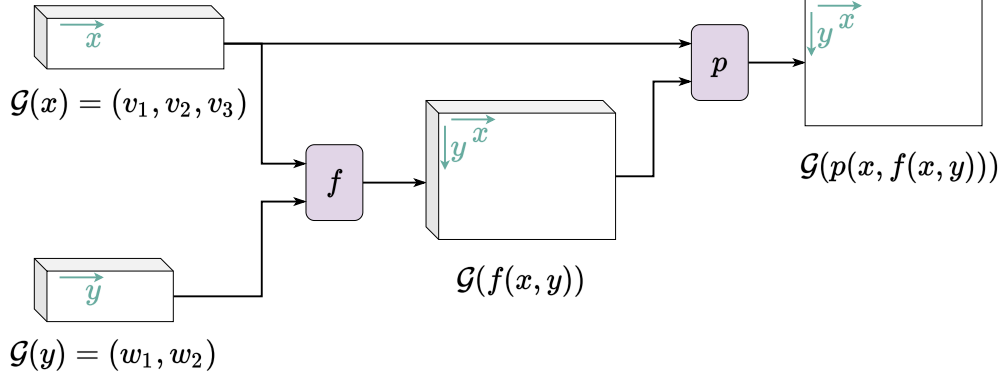 x
𝒢(x) = (v₁, v₂, v₃)
y
𝒢(y) = (w₁, w₂)
f
x
y
𝒢(f(x, y))
p
x
y
𝒢(p(x, f(x, y)))